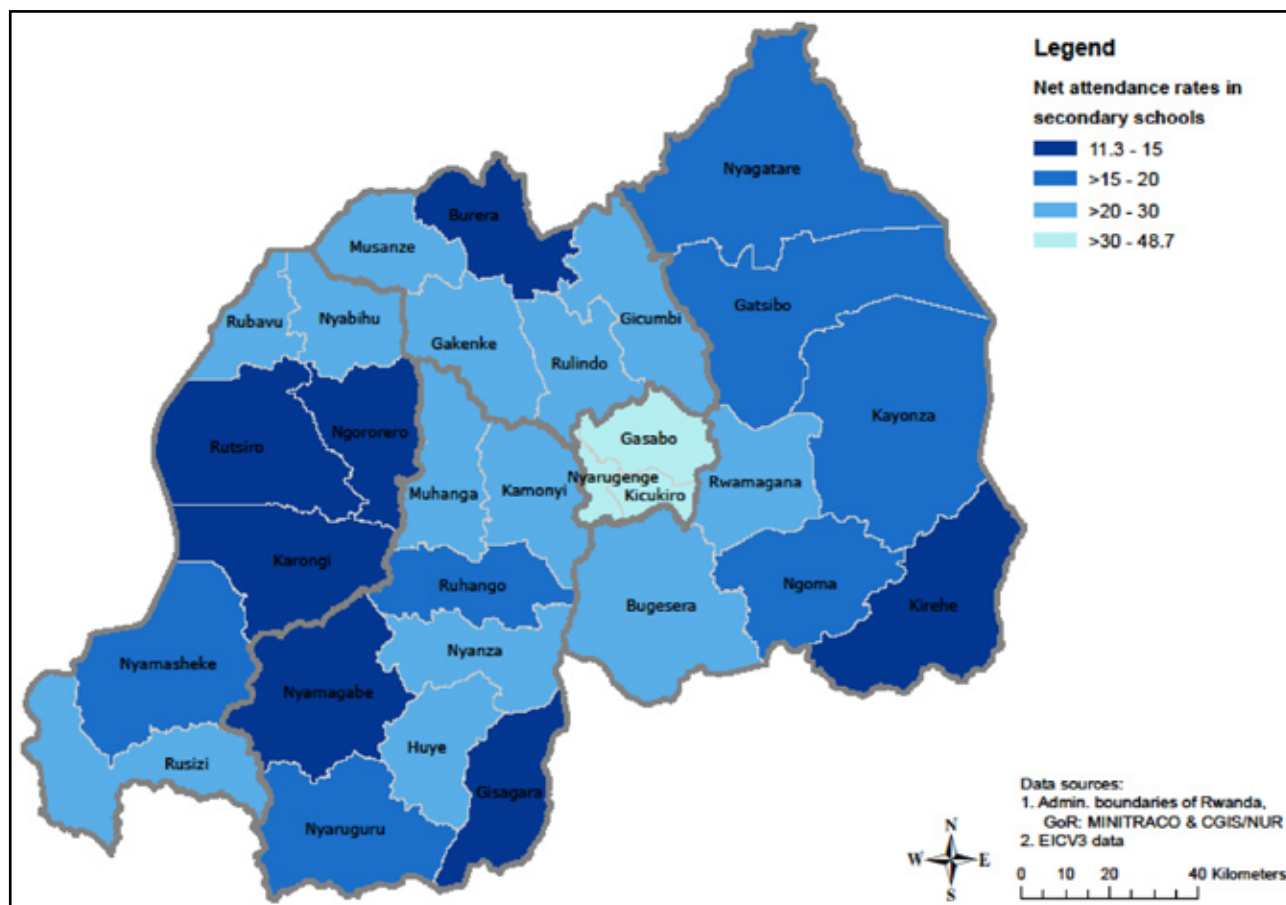 Legend
Net attendance rates in
secondary schools
11.3 - 15
>15 - 20
>20 - 30
>30 - 48.7
Nyagatare
Burera
Musanze
Gatsibo
Gicumbi
Rubavu
Nyabihu
Gakenke
Rulindo
Kayonza
Rutsiro
Ngororero
Gasabo
Nyarugenge
Kicukiro
Rwamagana
Muhanga
Kamonyi
Karongi
Ruhango
Ngoma
Kirehe
Bugesera
Nyamasheke
Nyanza
Nyamagabe
Huye
Rusizi
Gisagara
Nyaruguru
Data sources:
1. Admin. boundaries of Rwanda,
GoR: MINITRACO & CGIS/NUR
2. EICV3 data
N
W E
S
0 10 20 40 Kilometers